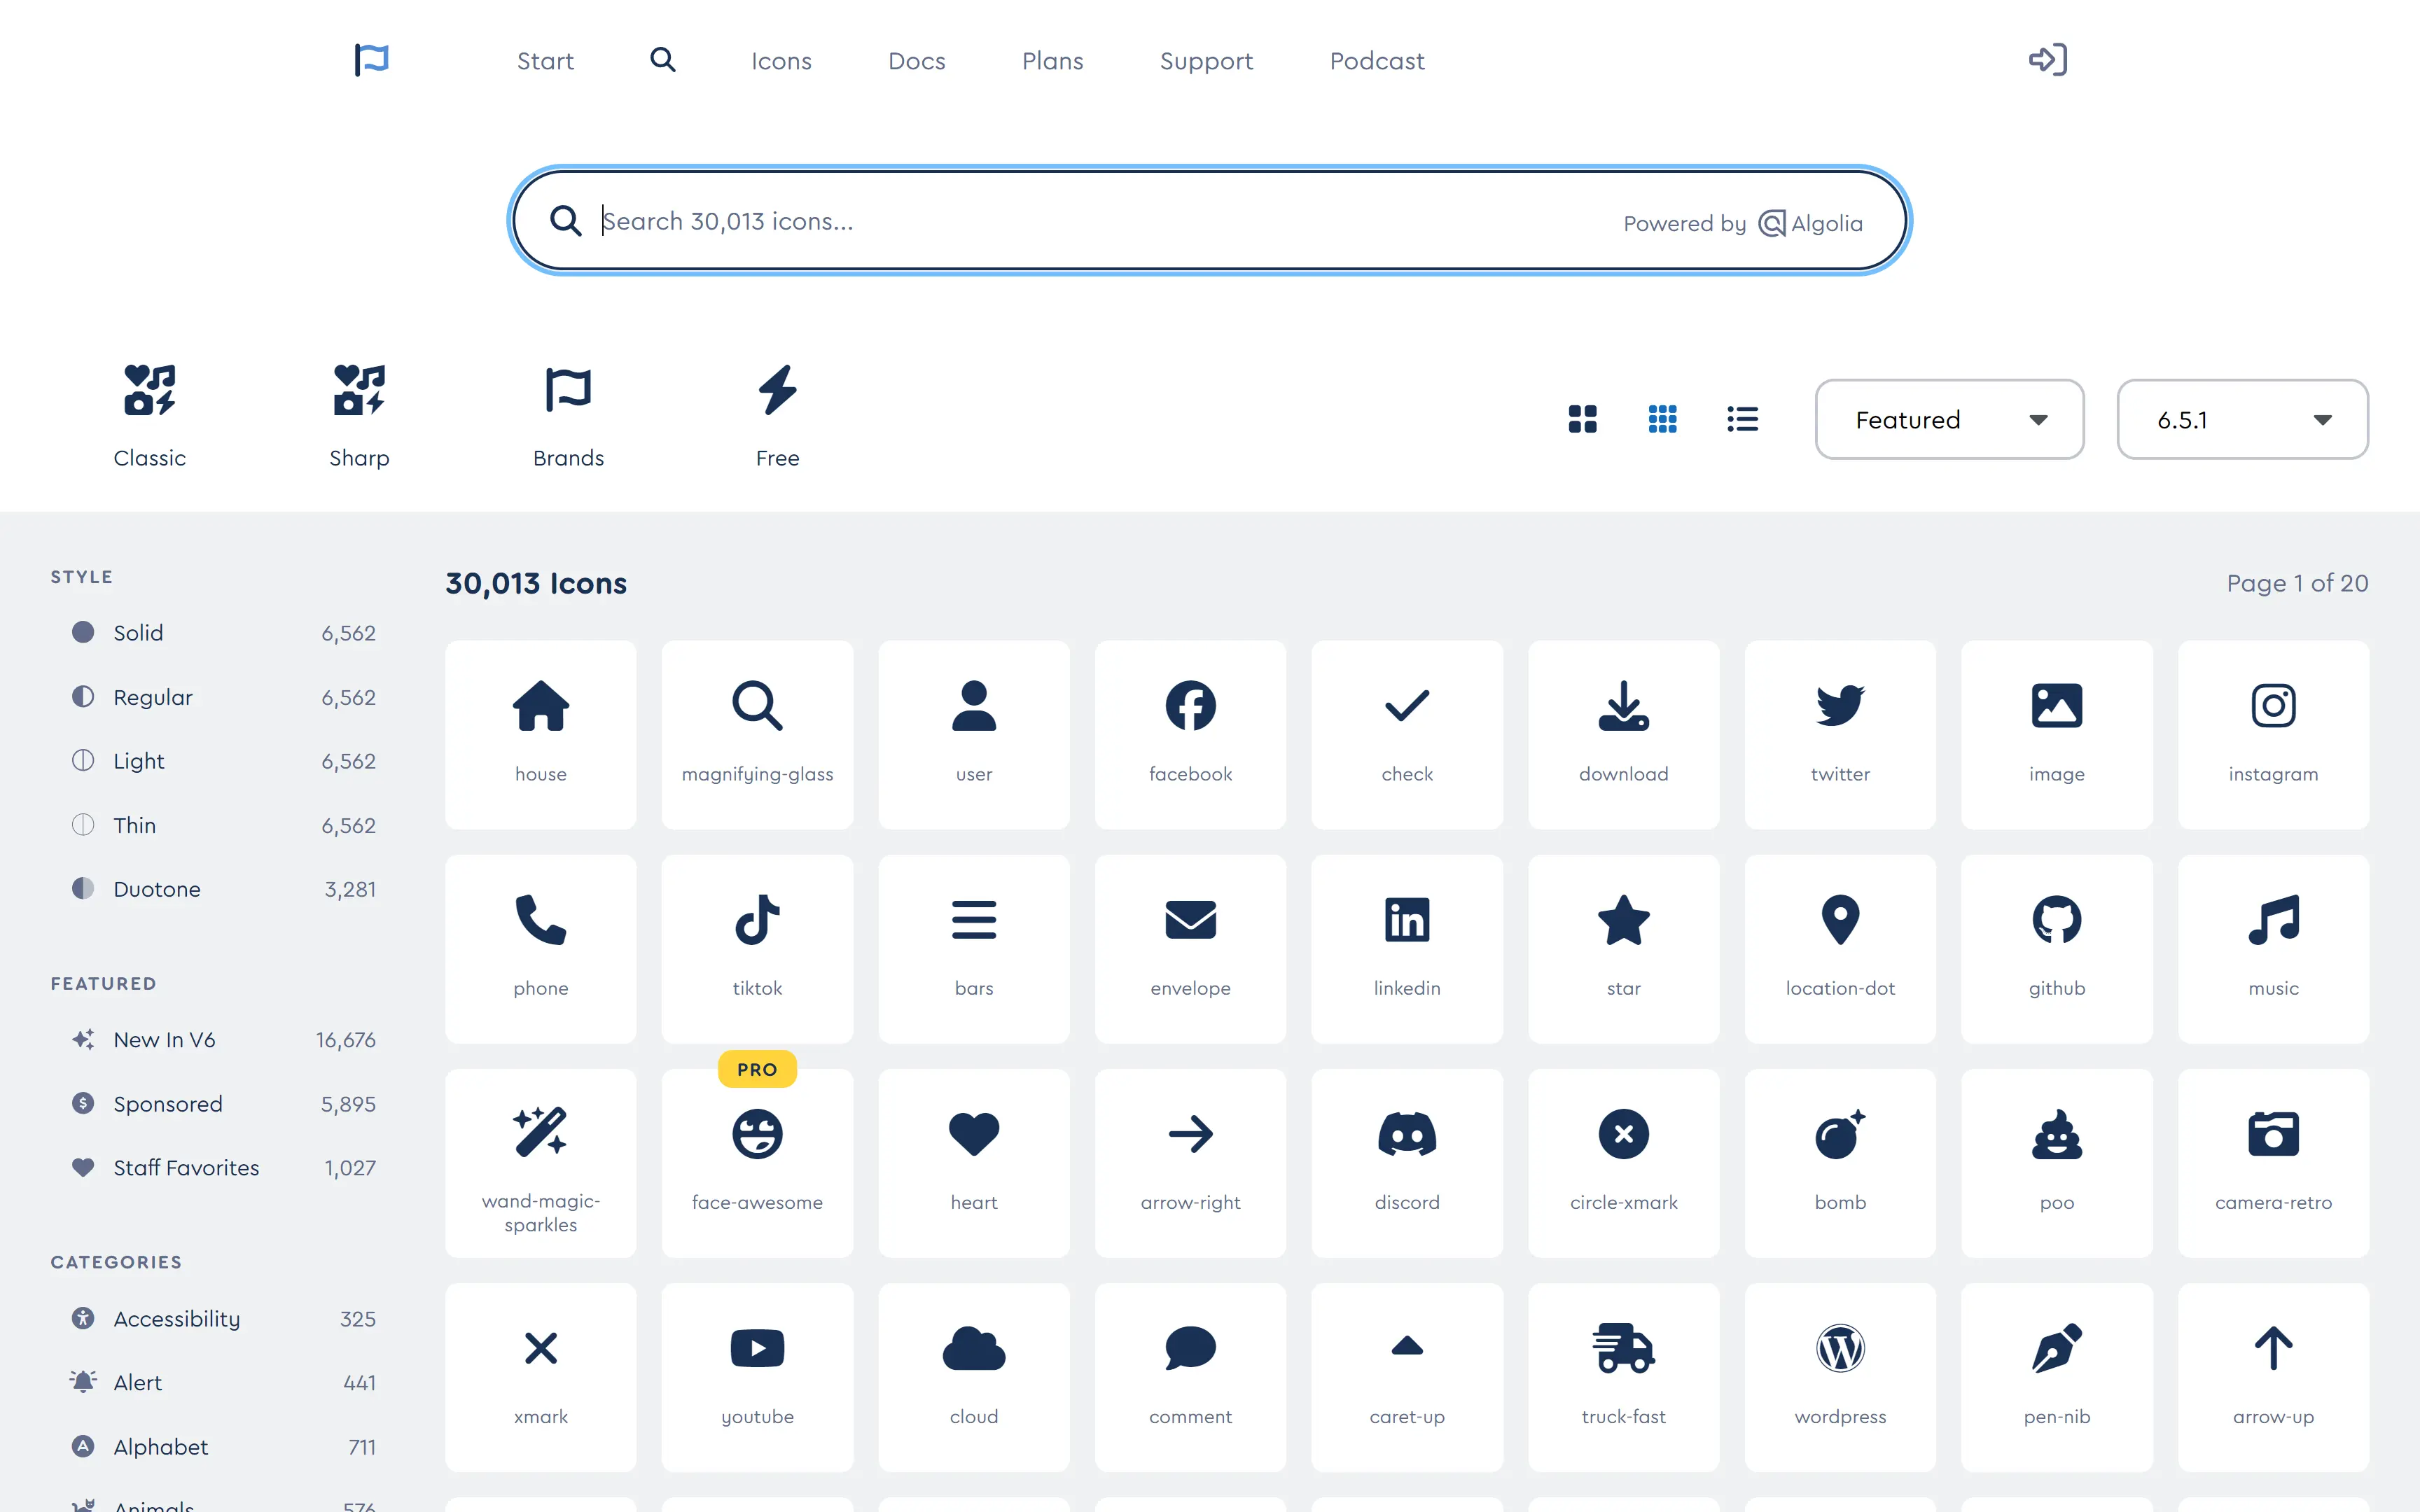 Start
Icons
Docs
Plans
Support
Podcast
Search 30,013 icons...
Powered by Algolia
Classic
Sharp
Brands
Free
Featured
6.5.1
STYLE
Solid 6,562
Regular 6,562
Light 6,562
Thin 6,562
Duotone 3,281
FEATURED
New In V6 16,676
Sponsored 5,895
Staff Favorites 1,027
CATEGORIES
Accessibility 325
Alert 441
Alphabet 711
Animals 576
30,013 Icons
Page 1 of 20
house
magnifying-glass
user
facebook
check
download
twitter
image
instagram
phone
tiktok
bars
envelope
linkedin
star
location-dot
github
music
wand-magic-
sparkles
PRO
face-awesome
heart
arrow-right
discord
circle-xmark
bomb
poo
camera-retro
xmark
youtube
cloud
comment
caret-up
truck-fast
wordpress
pen-nib
arrow-up